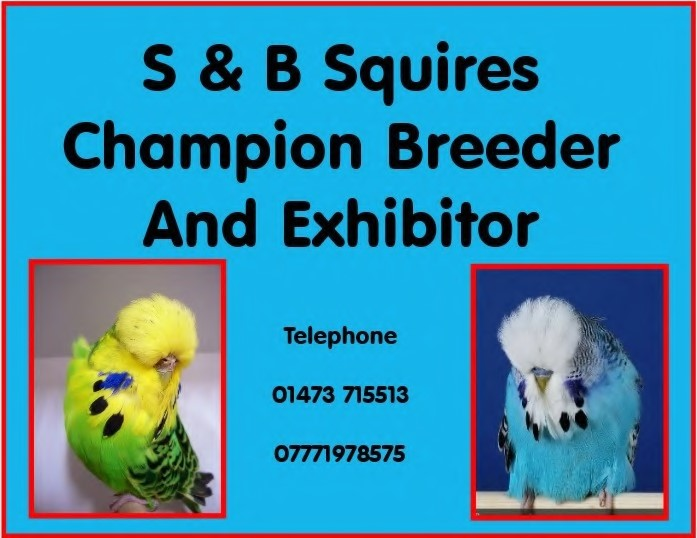 S & B Squires
Champion Breeder
And Exhibitor
Telephone
01473 715513
07771978575